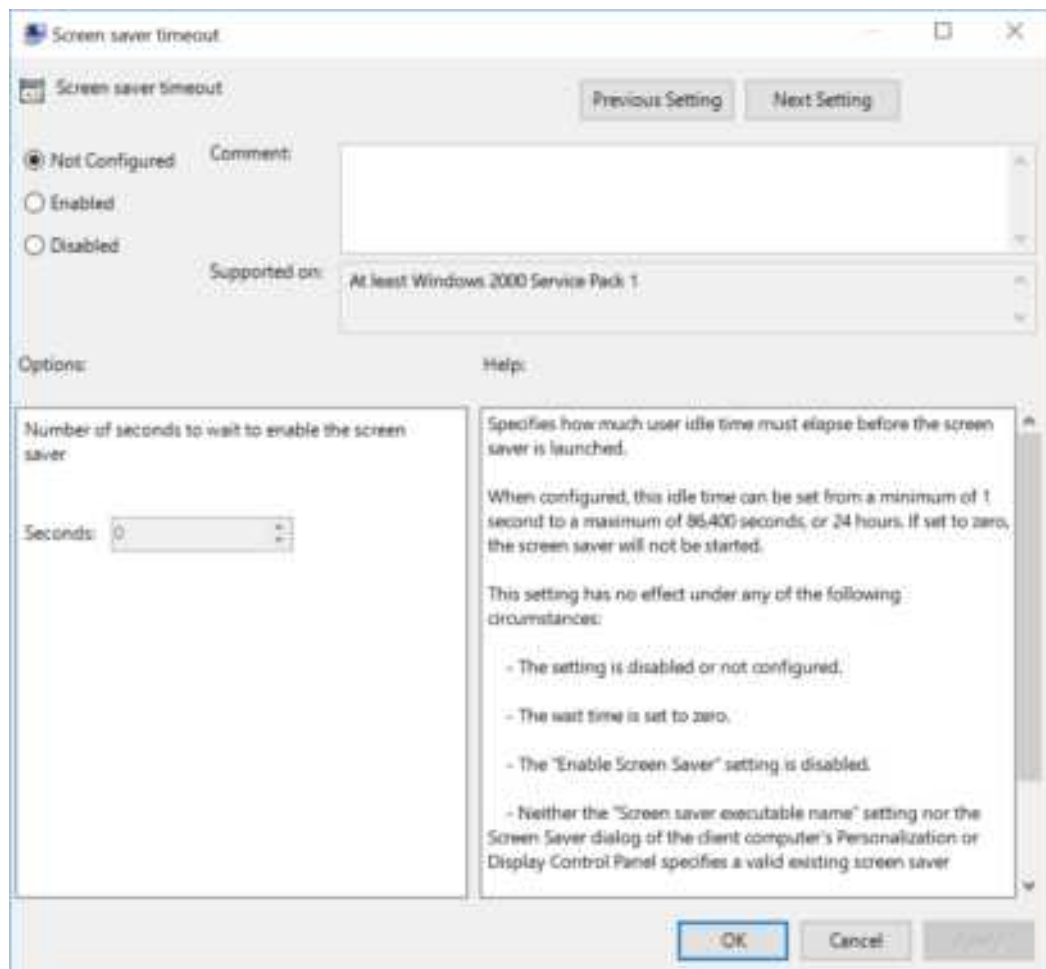 Screen saver timeout
Screen saver timeout
Previous Setting
Next Setting
Not Configured
Comment:
Enabled
Disabled
Supported on:
At least Windows 2000 Service Pack 1
Options:
Help:
Number of seconds to wait to enable the screen
saver
Seconds: 0
Specifies how much user idle time must elapse before the screen
saver is launched.
When configured, this idle time can be set from a minimum of 1
second to a maximum of 86,400 seconds, or 24 hours. If set to zero,
the screen saver will not be started.
This setting has no effect under any of the following
circumstances:
- The setting is disabled or not configured.
- The wait time is set to zero.
- The "Enable Screen Saver" setting is disabled.
- Neither the "Screen saver executable name" setting nor the
Screen Saver dialog of the client computer's Personalization or
Display Control Panel specifies a valid existing screen saver
OK
Cancel